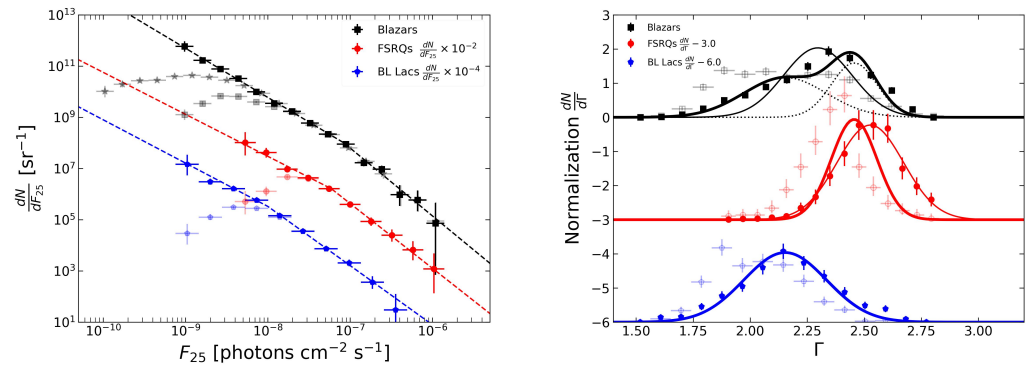 10^13
10^11
10^9
10^7
10^5
10^3
10^1
dN/dF_25 [sr^−1]
Blazars
FSRQs dN/dF_25 × 10^−2
BL Lacs dN/dF_25 × 10^−4
10^−10
10^−9
10^−8
10^−7
10^−6
F_25 [photons cm^−2 s^−1]
3
2
1
0
−1
−2
−3
−4
−5
−6
Normalization dN/dΓ
Blazars
FSRQs dN/dΓ − 3.0
BL Lacs dN/dΓ − 6.0
1.50
1.75
2.00
2.25
2.50
2.75
3.00
Γ